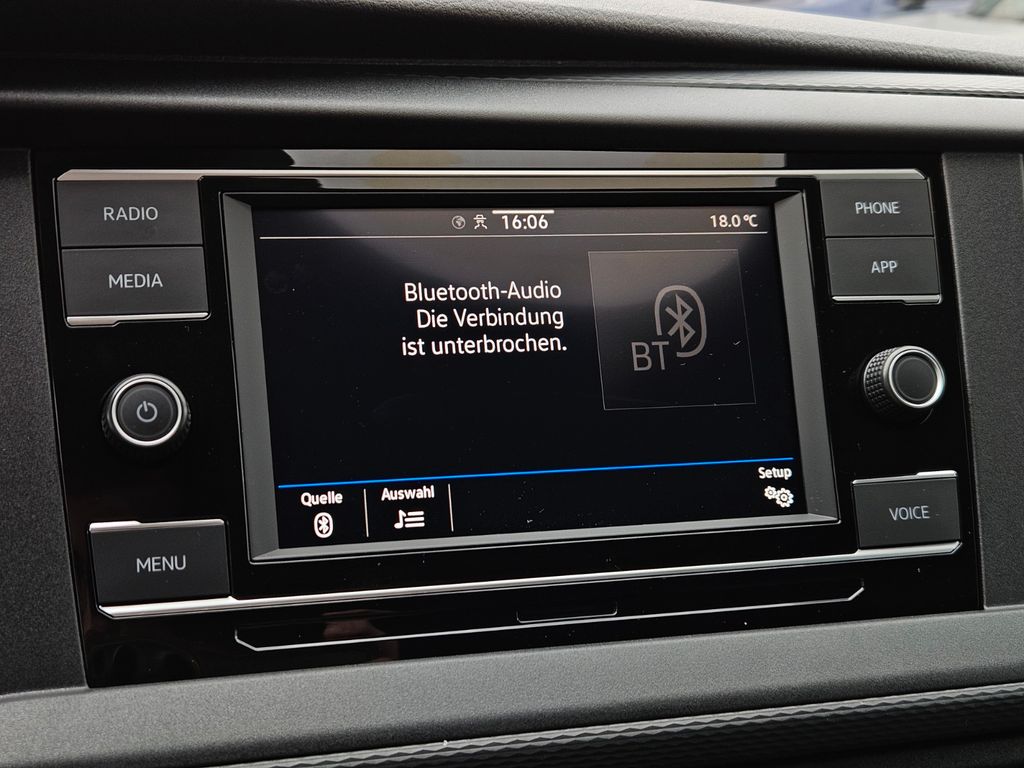 RADIO
MEDIA
MENU
16:06
18.0 °C
Bluetooth-Audio
Die Verbindung
ist unterbrochen.
BT
Quelle
Auswahl
Setup
PHONE
APP
VOICE